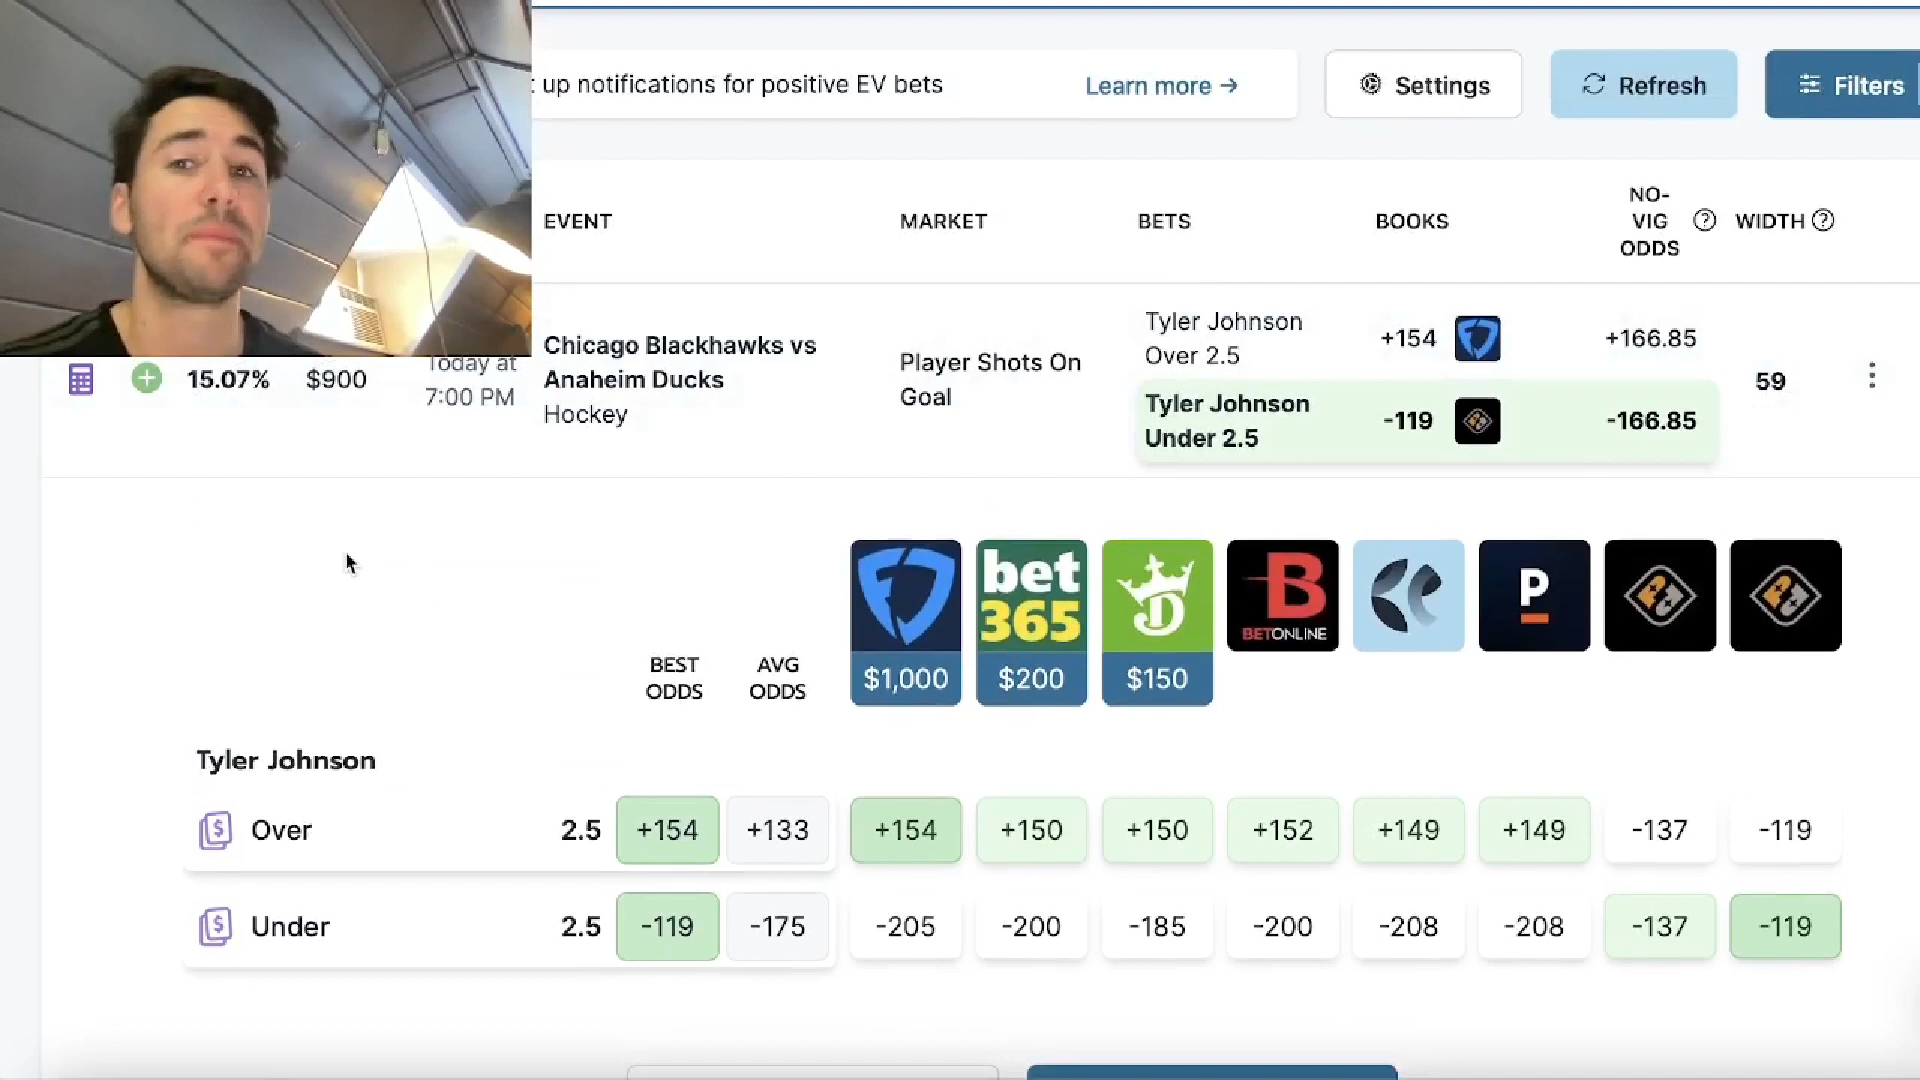 up notifications for positive EV bets
Learn more →
Settings
Refresh
Filters
EVENT
MARKET
BETS
BOOKS
NO-
VIG
ODDS
WIDTH
15.07%
$900
Today at
7:00 PM
Chicago Blackhawks vs
Anaheim Ducks
Hockey
Player Shots On
Goal
Tyler Johnson
Over 2.5
+154
+166.85
Tyler Johnson
Under 2.5
-119
-166.85
59
BEST
ODDS
AVG
ODDS
$1,000
bet
365
$200
D
$150
B
BETONLINE
P
Tyler Johnson
Over 2.5 +154 +133 +154 +150 +150 +152 +149 +149 -137 -119
Under 2.5 -119 -175 -205 -200 -185 -200 -208 -208 -137 -119